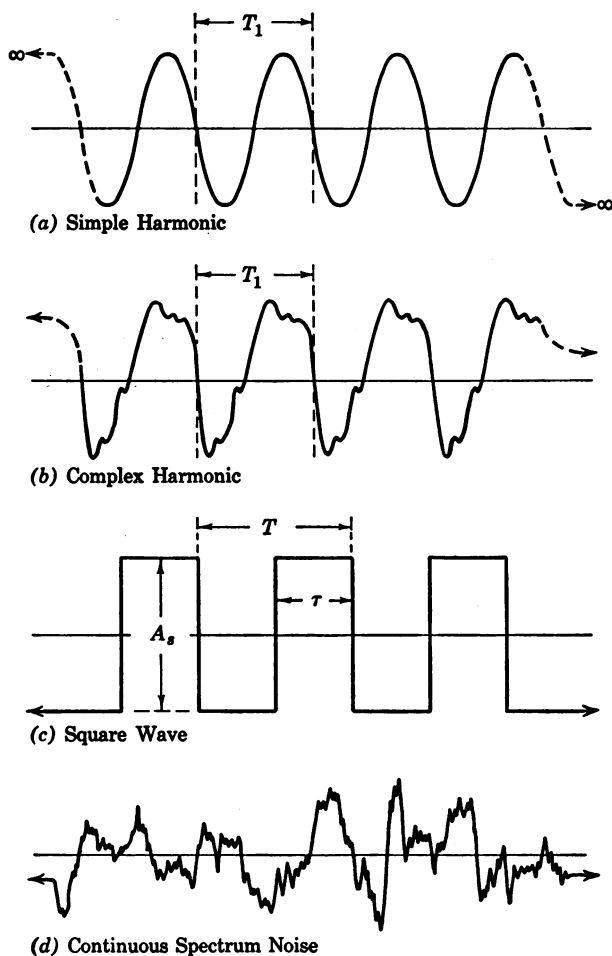 T₁
∞
∞
(a) Simple Harmonic
T₁
(b) Complex Harmonic
T
τ
Aₛ
(c) Square Wave
(d) Continuous Spectrum Noise